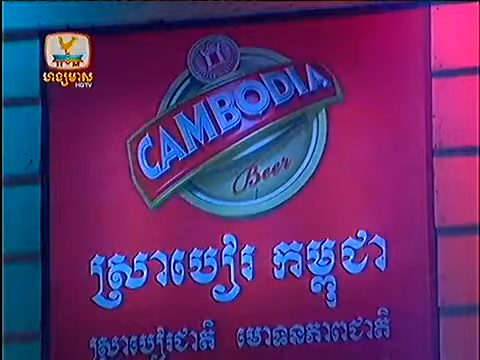 ហង្សមាស
HDTV
CAMBODIA
Beer
ស្រាបៀរ កម្ពុជា
ស្រាបៀរជាតិ មោទនភាពជាតិ